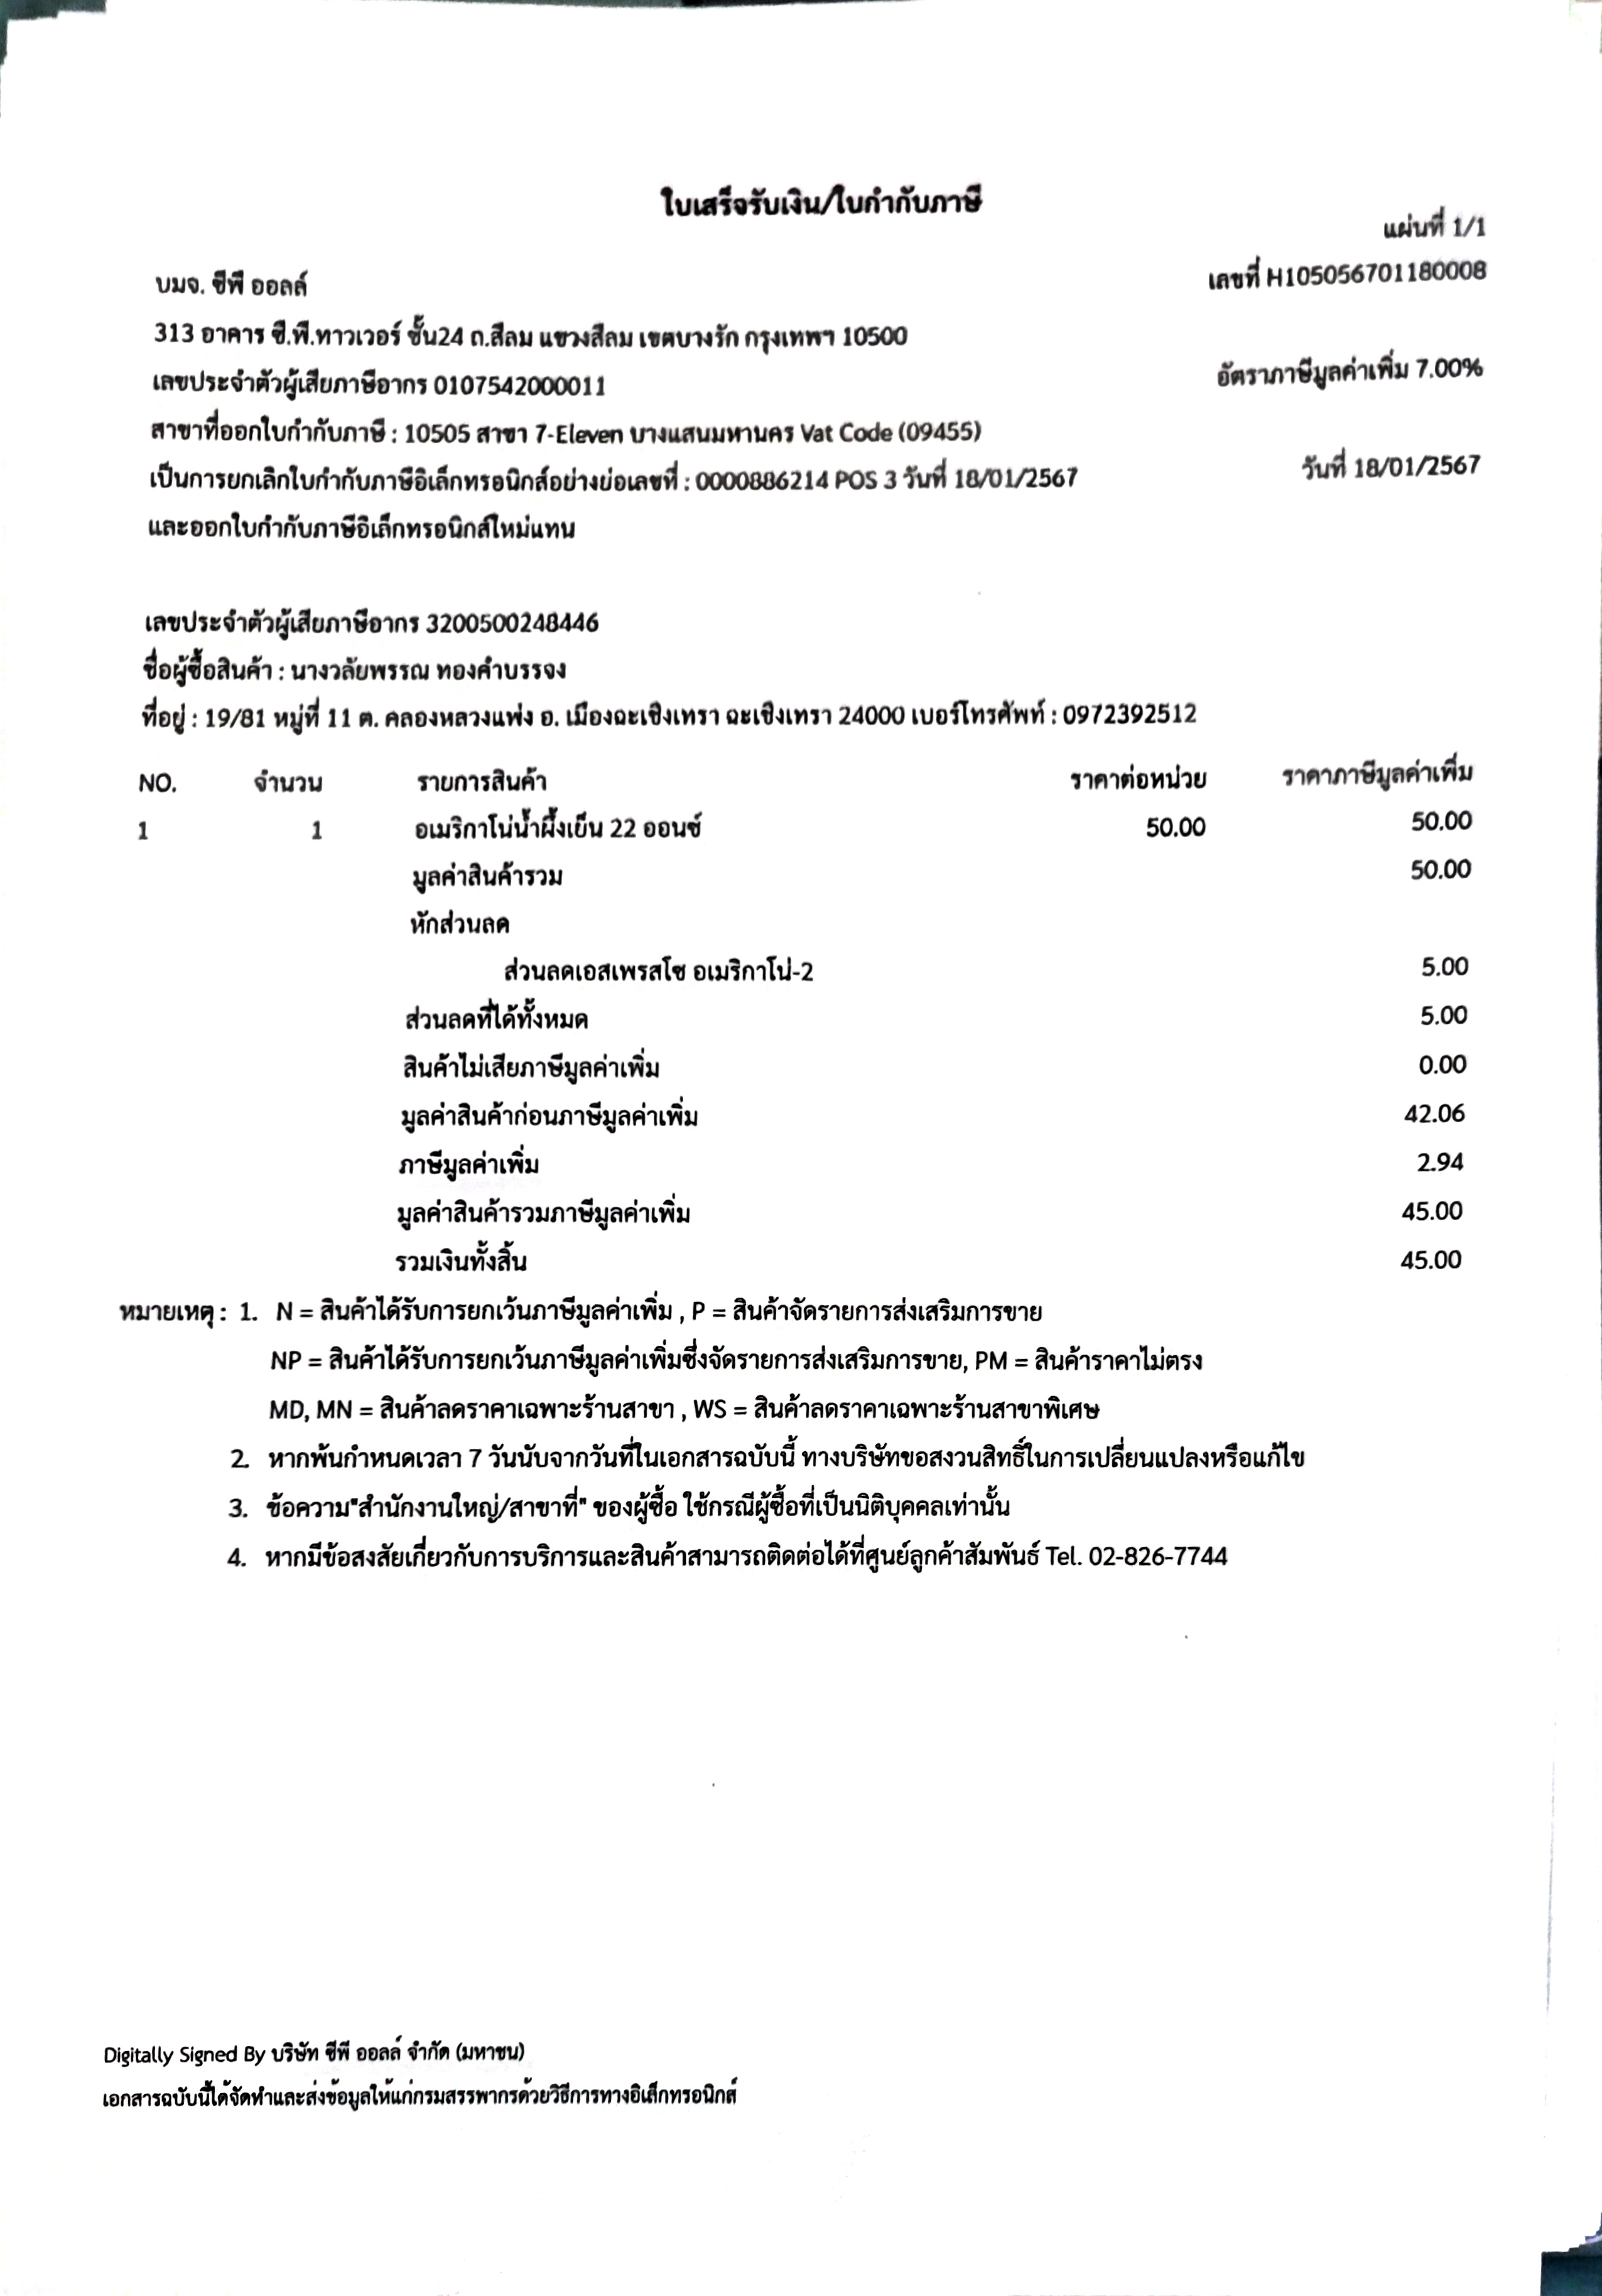 ใบเสร็จรับเงิน/ใบกำกับภาษี
แผ่นที่ 1/1
บมจ. ซีพี ออลล์
เลขที่ H105056701180008
313 อาคาร ซี.พี.ทาวเวอร์ ชั้น24 ถ.สีลม แขวงสีลม เขตบางรัก กรุงเทพฯ 10500
เลขประจำตัวผู้เสียภาษีอากร 0107542000011
อัตราภาษีมูลค่าเพิ่ม 7.00%
สาขาที่ออกใบกำกับภาษี : 10505 สาขา 7-Eleven บางแสนมหานคร Vat Code (09455)
เป็นการยกเลิกใบกำกับภาษีอิเล็กทรอนิกส์อย่างย่อเลขที่ : 0000886214 POS 3 วันที่ 18/01/2567
วันที่ 18/01/2567
และออกใบกำกับภาษีอิเล็กทรอนิกส์ใหม่แทน
เลขประจำตัวผู้เสียภาษีอากร 3200500248446
ชื่อผู้ซื้อสินค้า : นางวลัยพรรณ ทองคำบรรจง
ที่อยู่ : 19/81 หมู่ที่ 11 ต. คลองหลวงแพ่ง อ. เมืองฉะเชิงเทรา ฉะเชิงเทรา 24000 เบอร์โทรศัพท์ : 0972392512
NO. จำนวน รายการสินค้า ราคาต่อหน่วย ราคาภาษีมูลค่าเพิ่ม
1 1 อเมริกาโน่น้ำผึ้งเย็น 22 ออนซ์ 50.00 50.00
มูลค่าสินค้ารวม 50.00
หักส่วนลด
ส่วนลดเอสเพรสโซ อเมริกาโน่-2 5.00
ส่วนลดที่ได้ทั้งหมด 5.00
สินค้าไม่เสียภาษีมูลค่าเพิ่ม 0.00
มูลค่าสินค้าก่อนภาษีมูลค่าเพิ่ม 42.06
ภาษีมูลค่าเพิ่ม 2.94
มูลค่าสินค้ารวมภาษีมูลค่าเพิ่ม 45.00
รวมเงินทั้งสิ้น 45.00
หมายเหตุ : 1. N = สินค้าได้รับการยกเว้นภาษีมูลค่าเพิ่ม , P = สินค้าจัดรายการส่งเสริมการขาย
NP = สินค้าได้รับการยกเว้นภาษีมูลค่าเพิ่มซึ่งจัดรายการส่งเสริมการขาย, PM = สินค้าราคาไม่ตรง
MD, MN = สินค้าลดราคาเฉพาะร้านสาขา , WS = สินค้าลดราคาเฉพาะร้านสาขาพิเศษ
2. หากพ้นกำหนดเวลา 7 วันนับจากวันที่ในเอกสารฉบับนี้ ทางบริษัทขอสงวนสิทธิ์ในการเปลี่ยนแปลงหรือแก้ไข
3. ข้อความ"สำนักงานใหญ่/สาขาที่" ของผู้ซื้อ ใช้กรณีผู้ซื้อที่เป็นนิติบุคคลเท่านั้น
4. หากมีข้อสงสัยเกี่ยวกับการบริการและสินค้าสามารถติดต่อได้ที่ศูนย์ลูกค้าสัมพันธ์ Tel. 02-826-7744
Digitally Signed By บริษัท ซีพี ออลล์ จำกัด (มหาชน)
เอกสารฉบับนี้ได้จัดทำและส่งข้อมูลให้แก่กรมสรรพากรด้วยวิธีการทางอิเล็กทรอนิกส์